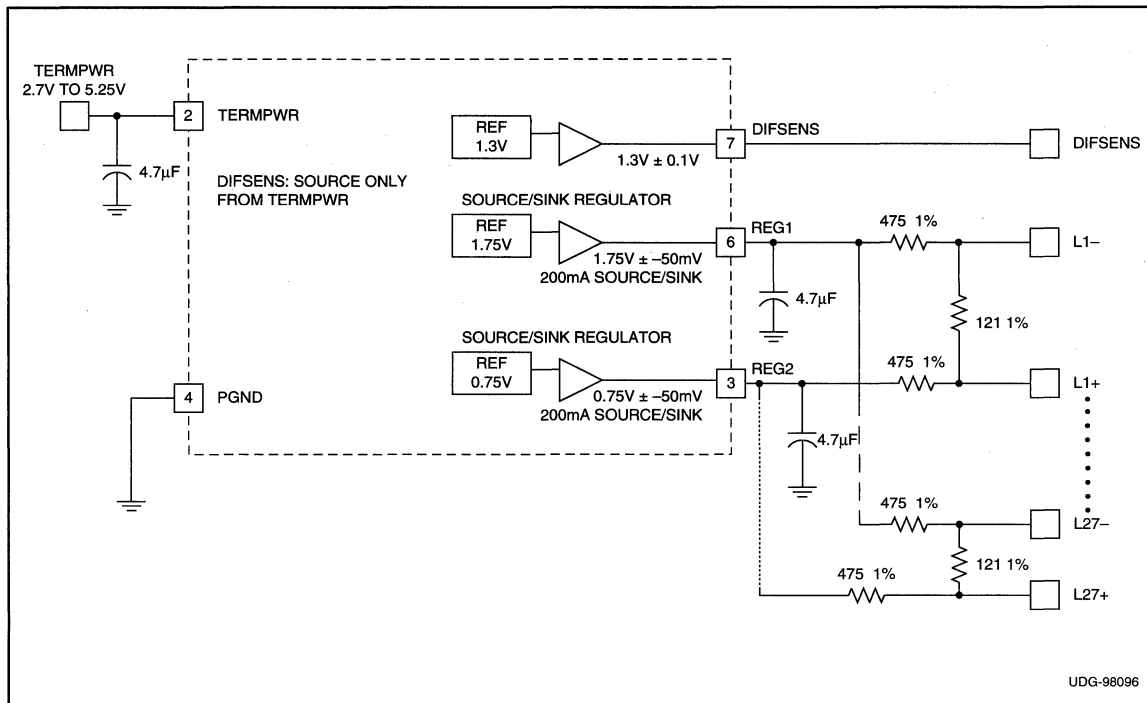 TERMPWR
2.7V TO 5.25V
2
TERMPWR
4.7µF
DIFSENS: SOURCE ONLY
FROM TERMPWR
REF
1.3V
1.3V ± 0.1V
7
DIFSENS
DIFSENS
SOURCE/SINK REGULATOR
REF
1.75V
1.75V ± –50mV
200mA SOURCE/SINK
6
REG1
475 1%
L1–
4.7µF
121 1%
SOURCE/SINK REGULATOR
REF
0.75V
0.75V ± –50mV
200mA SOURCE/SINK
3
REG2
475 1%
L1+
4.7µF
4
PGND
475 1%
L27–
121 1%
475 1%
L27+
UDG-98096